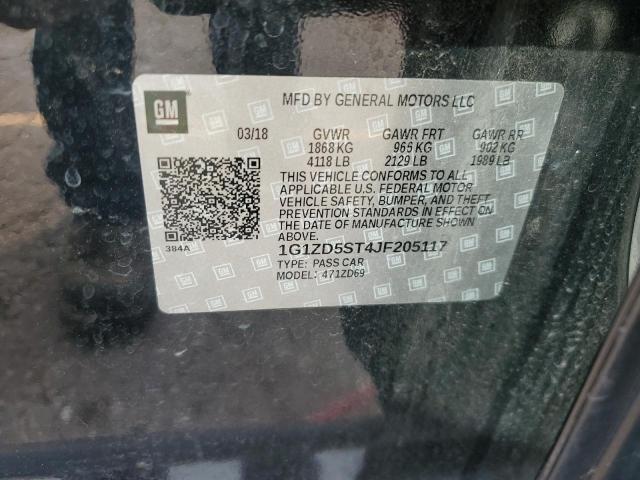 GM
MFD BY GENERAL MOTORS LLC
03/18 GVWR GAWR FRT GAWR RR
1868 KG 965 KG 902 KG
4118 LB 2129 LB 1989 LB
THIS VEHICLE CONFORMS TO ALL
APPLICABLE U.S. FEDERAL MOTOR
VEHICLE SAFETY, BUMPER, AND THEFT
PREVENTION STANDARDS IN EFFECT ON
THE DATE OF MANUFACTURE SHOWN
ABOVE.
384A
1G1ZD5ST4JF205117
TYPE: PASS CAR
MODEL: 471ZD69